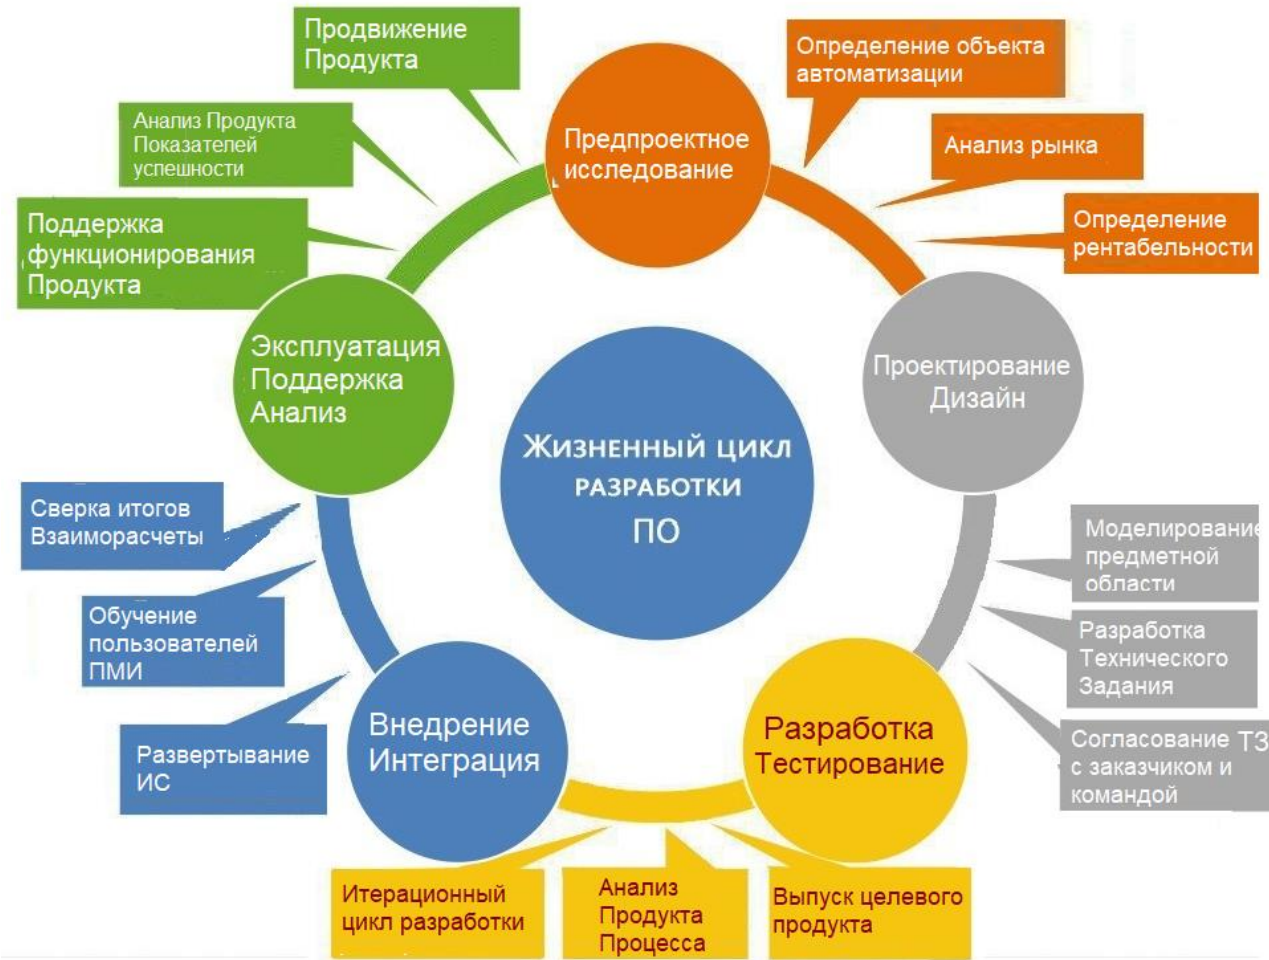 Продвижение
Продукта
Определение объекта
автоматизации
Анализ Продукта
Показателей
успешности
Предпроектное
исследование
Анализ рынка
Поддержка
функционирования
Продукта
Определение
рентабельности
Эксплуатация
Поддержка
Анализ
Проектирование
Дизайн
Жизненный цикл
разработки
ПО
Сверка итогов
Взаиморасчеты
Моделирование
предметной
области
Обучение
пользователей
ПМИ
Разработка
Технического
Задания
Внедрение
Интеграция
Разработка
Тестирование
Развертывание
ИС
Согласование ТЗ
с заказчиком и
командой
Итерационный
цикл разработки
Анализ
Продукта
Процесса
Выпуск целевого
продукта